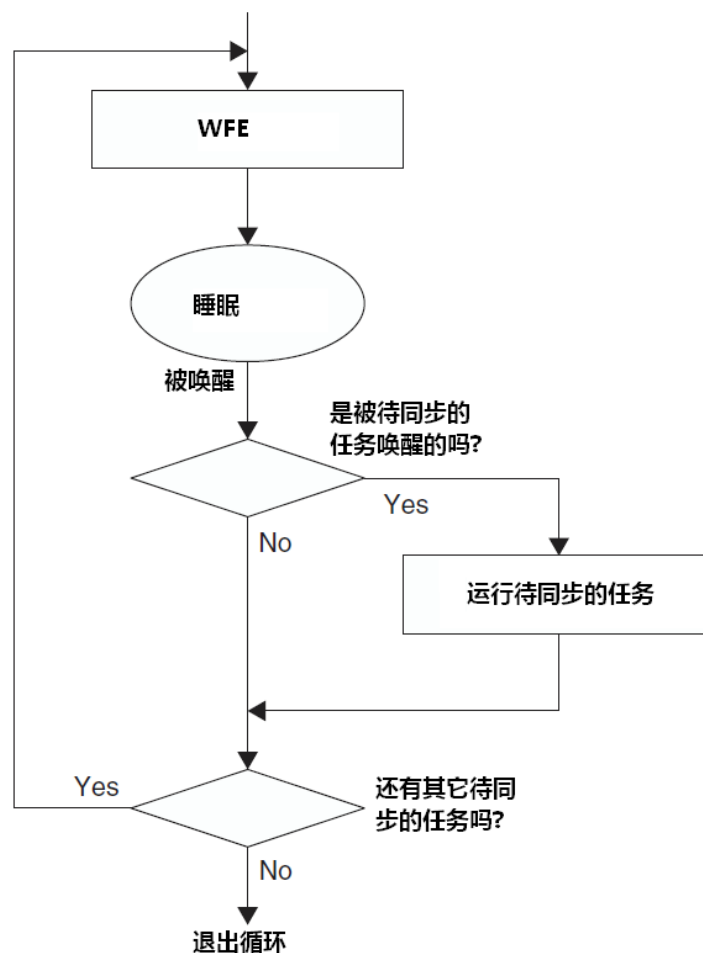 WFE
睡眠
被唤醒
是被待同步的
任务唤醒的吗?
Yes
No
运行待同步的任务
Yes
还有其它待同
步的任务吗?
No
退出循环